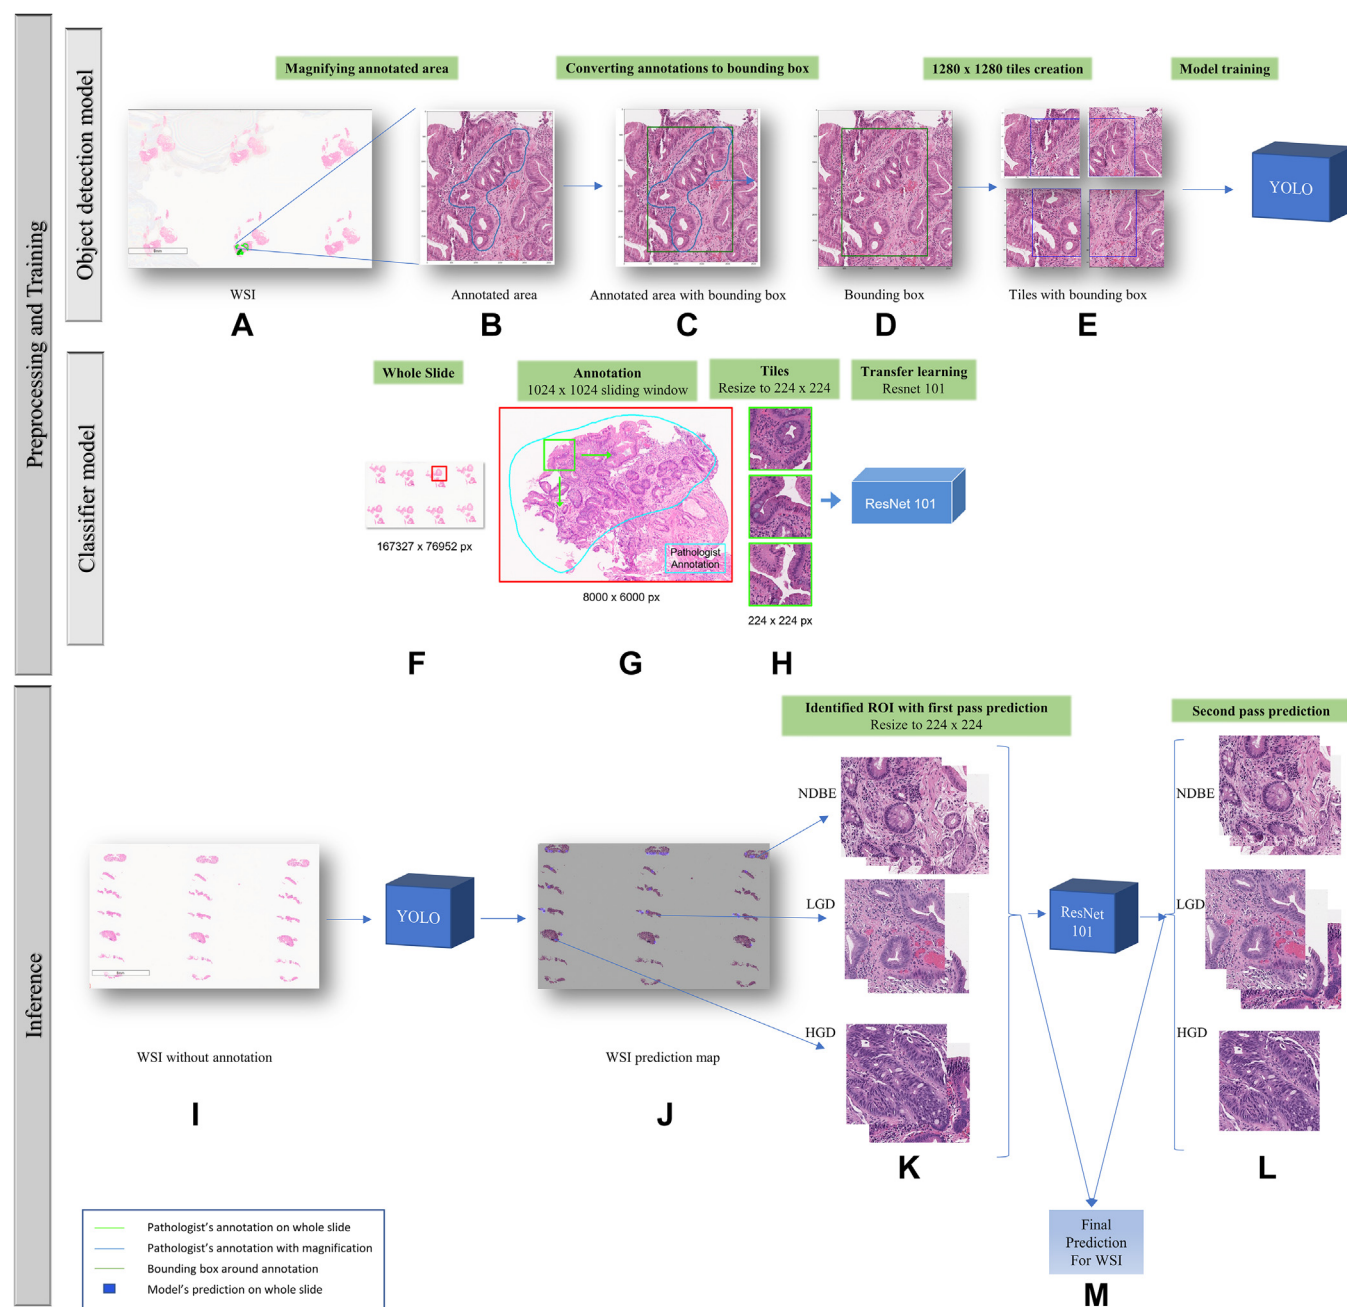 Preprocessing and Training
Object detection model
Magnifying annotated area
Converting annotations to bounding box
1280 x 1280 tiles creation
Model training
YOLO
WSI
Annotated area
Annotated area with bounding box
Bounding box
Tiles with bounding box
A
B
C
D
E
Classifier model
Whole Slide
Annotation
1024 x 1024 sliding window
Tiles
Resize to 224 x 224
Transfer learning
Resnet 101
ResNet 101
Pathologist
Annotation
167327 x 76952 px
8000 x 6000 px
224 x 224 px
F
G
H
Inference
Identified ROI with first pass prediction
Resize to 224 x 224
Second pass prediction
NDBE
NDBE
LGD
LGD
HGD
HGD
YOLO
ResNet
101
WSI without annotation
WSI prediction map
I
J
K
L
Final
Prediction
For WSI
M
Pathologist's annotation on whole slide
Pathologist's annotation with magnification
Bounding box around annotation
Model's prediction on whole slide